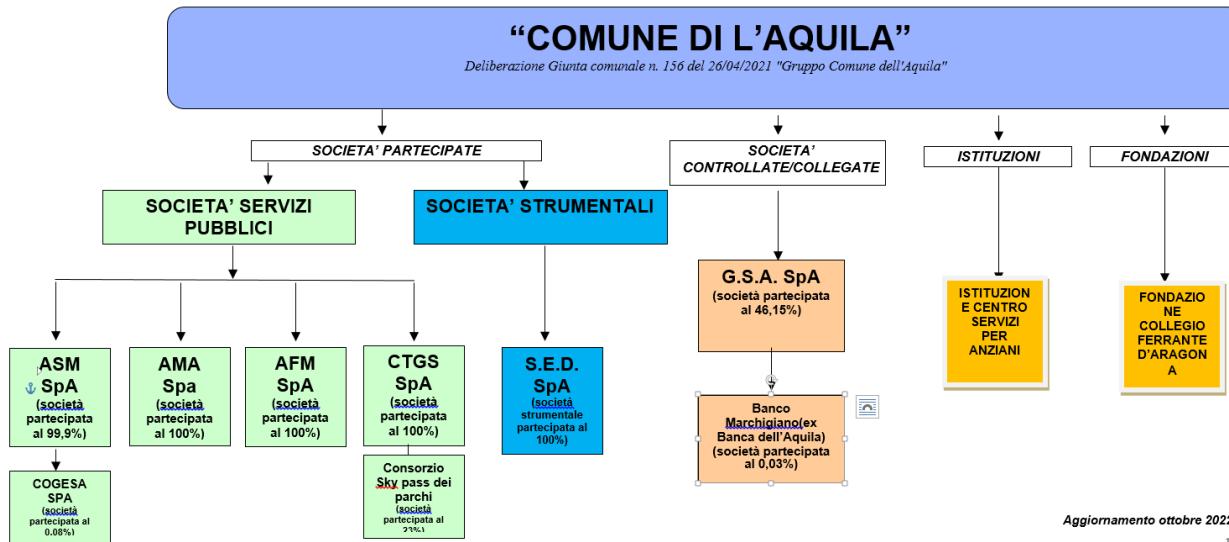 “COMUNE DI L’AQUILA”
Deliberazione Giunta comunale n. 156 del 26/04/2021 "Gruppo Comune dell'Aquila"
SOCIETA’ PARTECIPATE
SOCIETA’
CONTROLLATE/COLLEGATE
ISTITUZIONI
FONDAZIONI
SOCIETA’ SERVIZI
PUBBLICI
SOCIETA’ STRUMENTALI
G.S.A. SpA
(società partecipata
al 46,15%)
ISTITUZION
E CENTRO
SERVIZI
PER
ANZIANI
FONDAZIO
NE
COLLEGIO
FERRANTE
D’ARAGON
A
ASM
SpA
(società
partecipata
al 99,9%)
AMA
Spa
(società
partecipata
al 100%)
AFM
SpA
(società
partecipata
al 100%)
CTGS
SpA
(società
partecipata
al 100%)
S.E.D.
SpA
(società
strumentale
partecipata al
100%)
Banco
Marchigiano(ex
Banca dell’Aquila)
(società partecipata
al 0,03%)
COGESA
SPA
(società
partecipata al
0.08%)
Consorzio
Sky pass dei
parchi
(società
partecipata al
23%)
Aggiornamento ottobre 2022